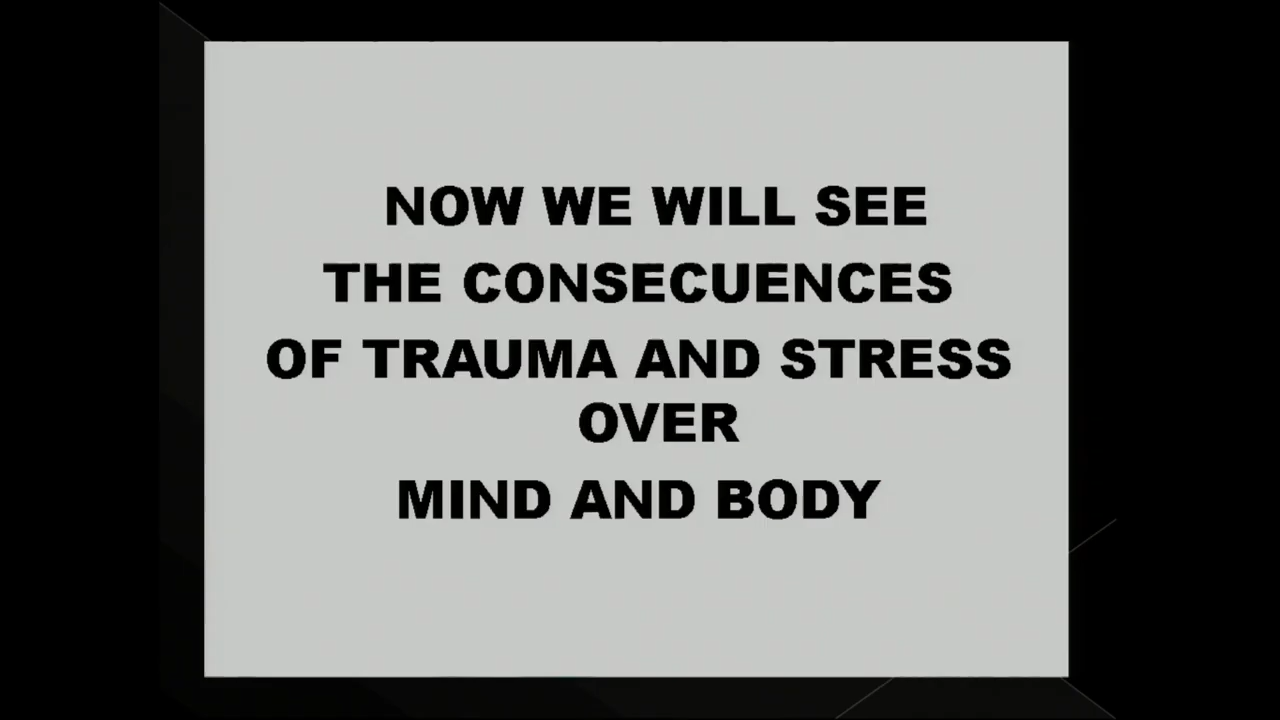 NOW WE WILL SEE
THE CONSECUENCES
OF TRAUMA AND STRESS
OVER
MIND AND BODY